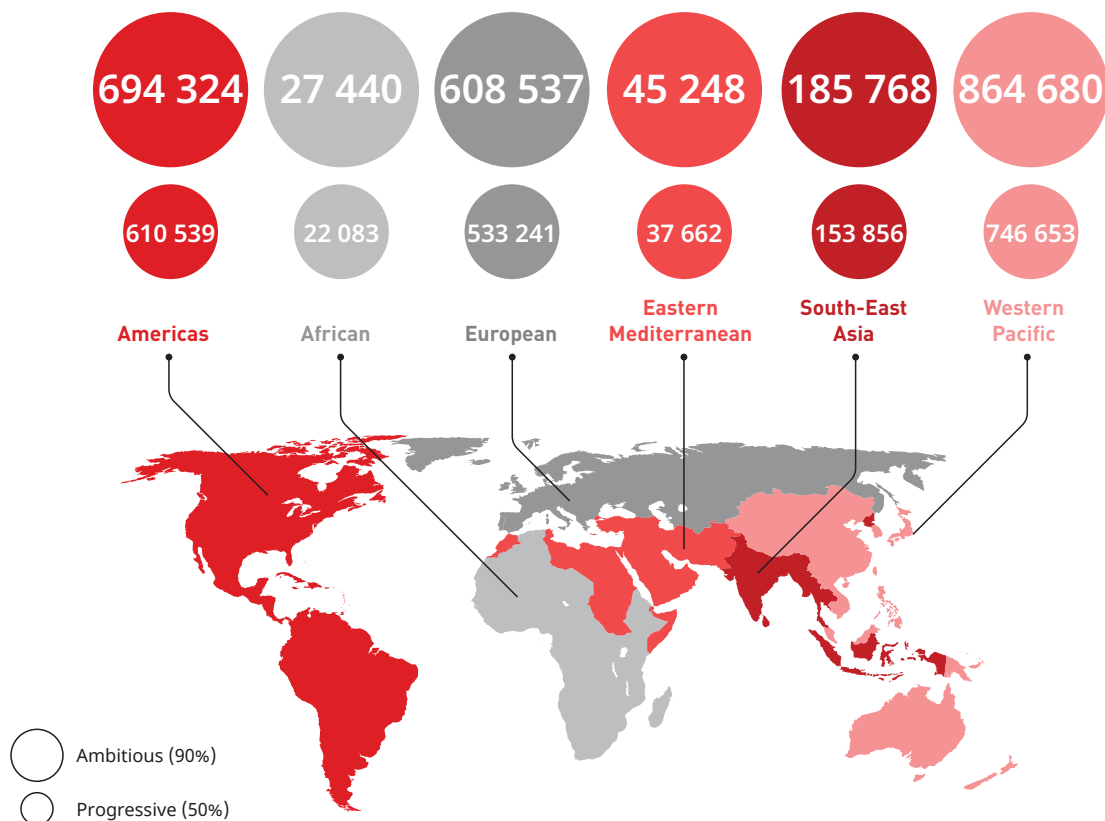 694 324
27 440
608 537
45 248
185 768
864 680
610 539
22 083
533 241
37 662
153 856
746 653
Americas
African
European
Eastern
Mediterranean
South-East
Asia
Western
Pacific
Ambitious (90%)
Progressive (50%)